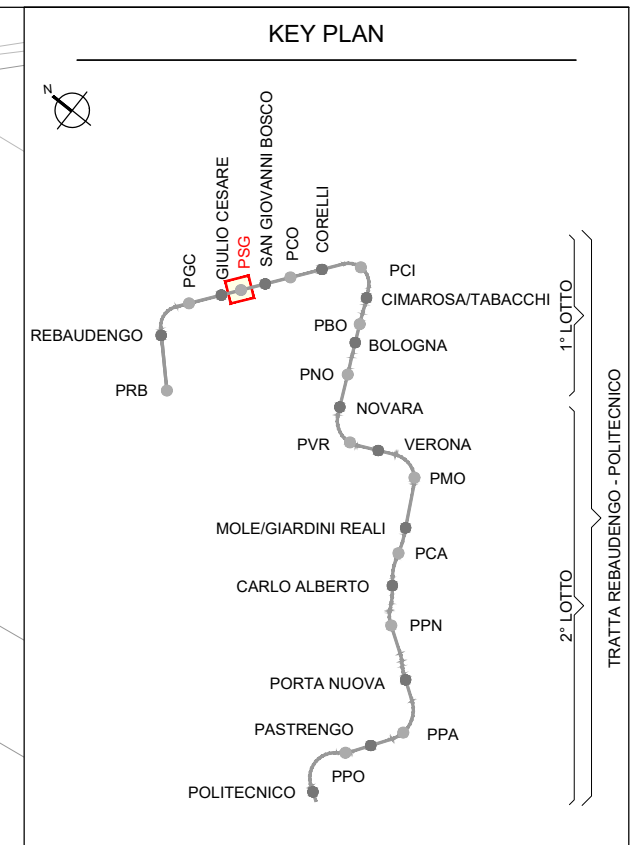 KEY PLAN
N
PGC
GIULIO CESARE
PSG
SAN GIOVANNI BOSCO
PCO
CORELLI
PCI
CIMAROSA/TABACCHI
REBAUDENGO
PBO
BOLOGNA
PNO
PRB
NOVARA
PVR
VERONA
PMO
MOLE/GIARDINI REALI
PCA
CARLO ALBERTO
PPN
PORTA NUOVA
PASTRENGO
PPA
PPO
POLITECNICO
1° LOTTO
2° LOTTO
TRATTA REBAUDENGO - POLITECNICO